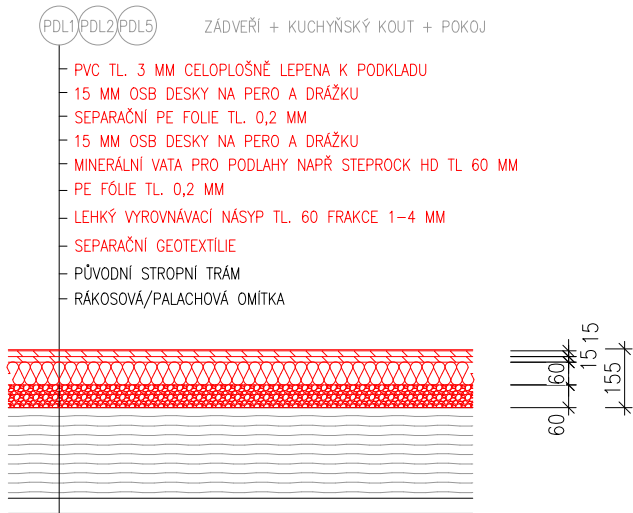 PDL1 PDL2 PDL5 ZÁDVEŘÍ + KUCHYŇSKÝ KOUT + POKOJ
PVC TL. 3 MM CELOPLOŠNĚ LEPENA K PODKLADU
15 MM OSB DESKY NA PERO A DRÁŽKU
SEPARAČNÍ PE FOLIE TL. 0,2 MM
15 MM OSB DESKY NA PERO A DRÁŽKU
MINERÁLNÍ VATA PRO PODLAHY NAPŘ STEPROCK HD TL 60 MM
PE FÓLIE TL. 0,2 MM
LEHKÝ VYROVNÁVACÍ NÁSYP TL. 60 FRAKCE 1-4 MM
SEPARAČNÍ GEOTEXTÍLIE
PŮVODNÍ STROPNÍ TRÁM
RÁKOSOVÁ/PALACHOVÁ OMÍTKA
15
15
60
60
155